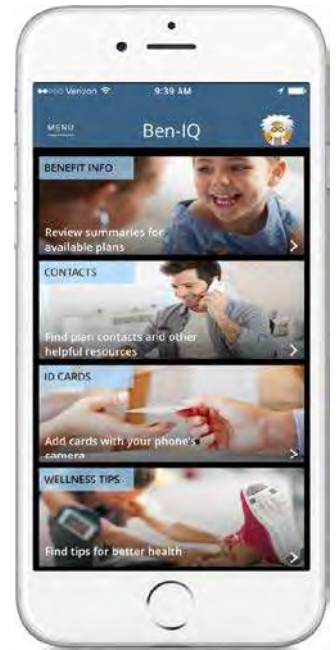 Verizon 9:39 AM
MENU Ben-IQ
BENEFIT INFO
Review summaries for
available plans
CONTACTS
Find plan contacts and other
helpful resources
ID CARDS
Add cards with your phone's
camera
WELLNESS TIPS
Find tips for better health